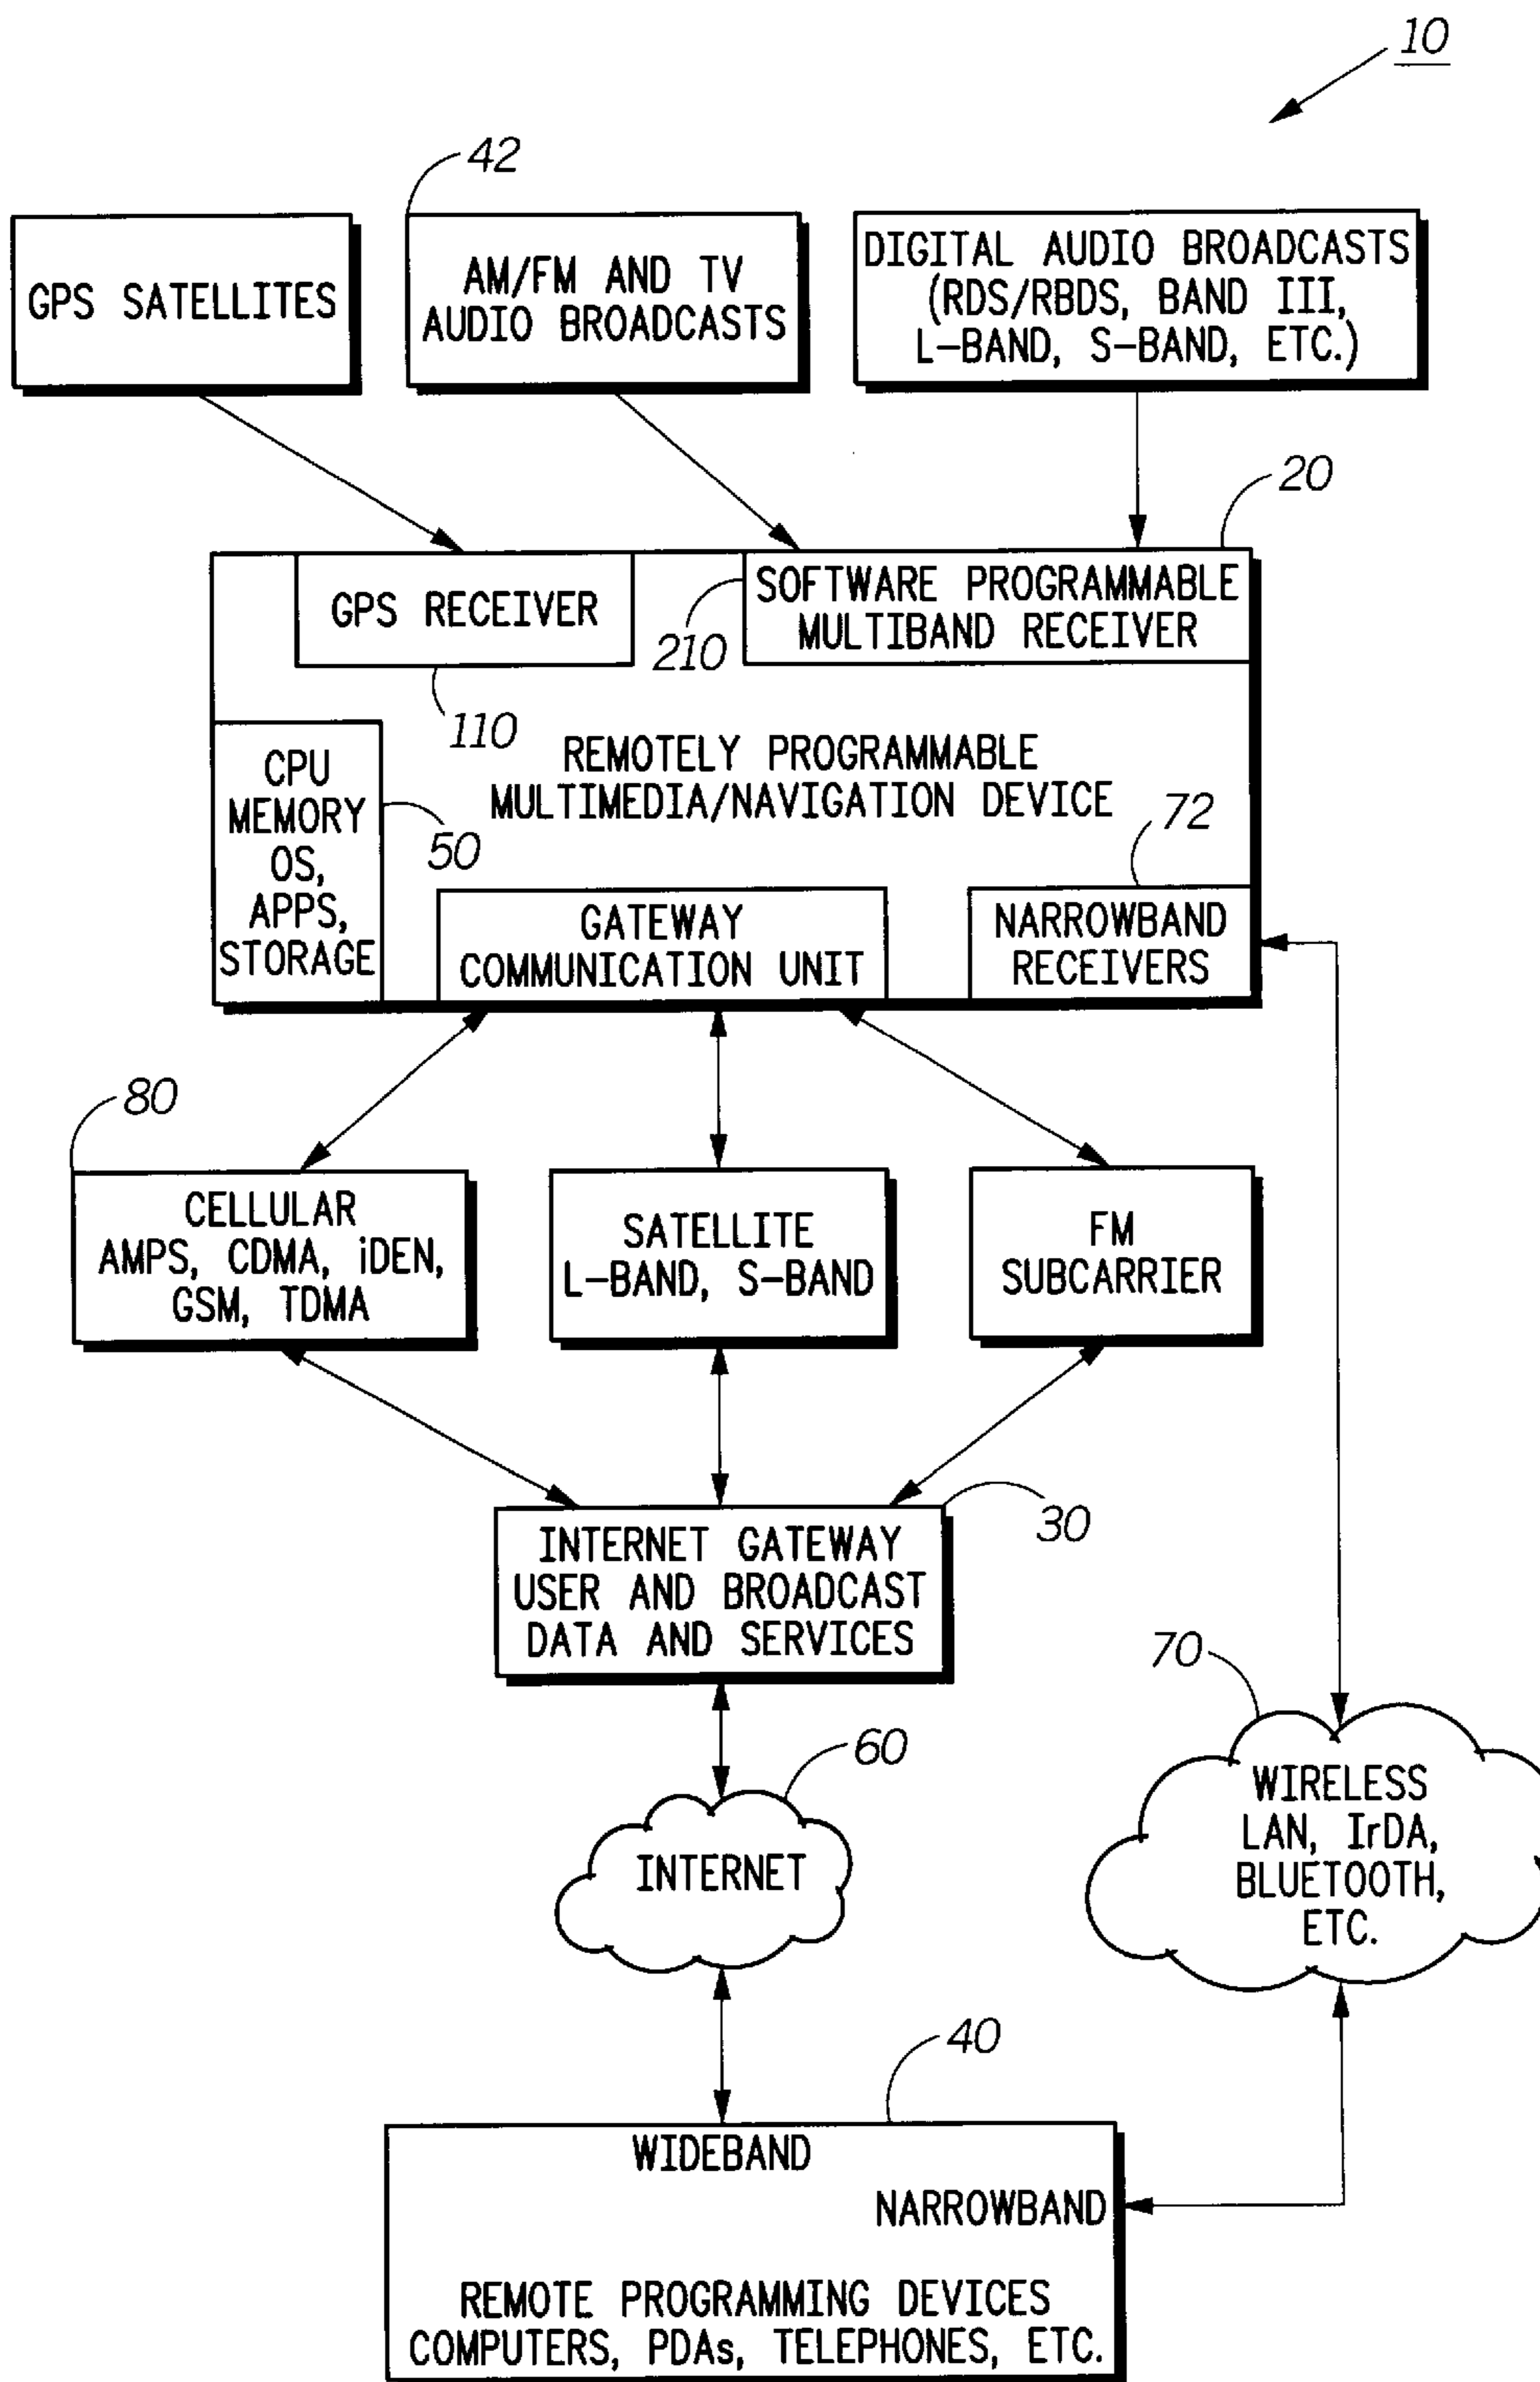 10
42
GPS SATELLITES
AM/FM AND TV
AUDIO BROADCASTS
DIGITAL AUDIO BROADCASTS
(RDS/RBDS, BAND III,
L-BAND, S-BAND, ETC.)
20
GPS RECEIVER
110
210
SOFTWARE PROGRAMMABLE
MULTIBAND RECEIVER
REMOTELY PROGRAMMABLE
MULTIMEDIA/NAVIGATION DEVICE
CPU
MEMORY
OS,
APPS,
STORAGE
50
72
GATEWAY
COMMUNICATION UNIT
NARROWBAND
RECEIVERS
80
CELLULAR
AMPS, CDMA, iDEN,
GSM, TDMA
SATELLITE
L-BAND, S-BAND
FM
SUBCARRIER
30
INTERNET GATEWAY
USER AND BROADCAST
DATA AND SERVICES
70
60
INTERNET
WIRELESS
LAN, IrDA,
BLUETOOTH,
ETC.
40
WIDEBAND
NARROWBAND
REMOTE PROGRAMMING DEVICES
COMPUTERS, PDAs, TELEPHONES, ETC.